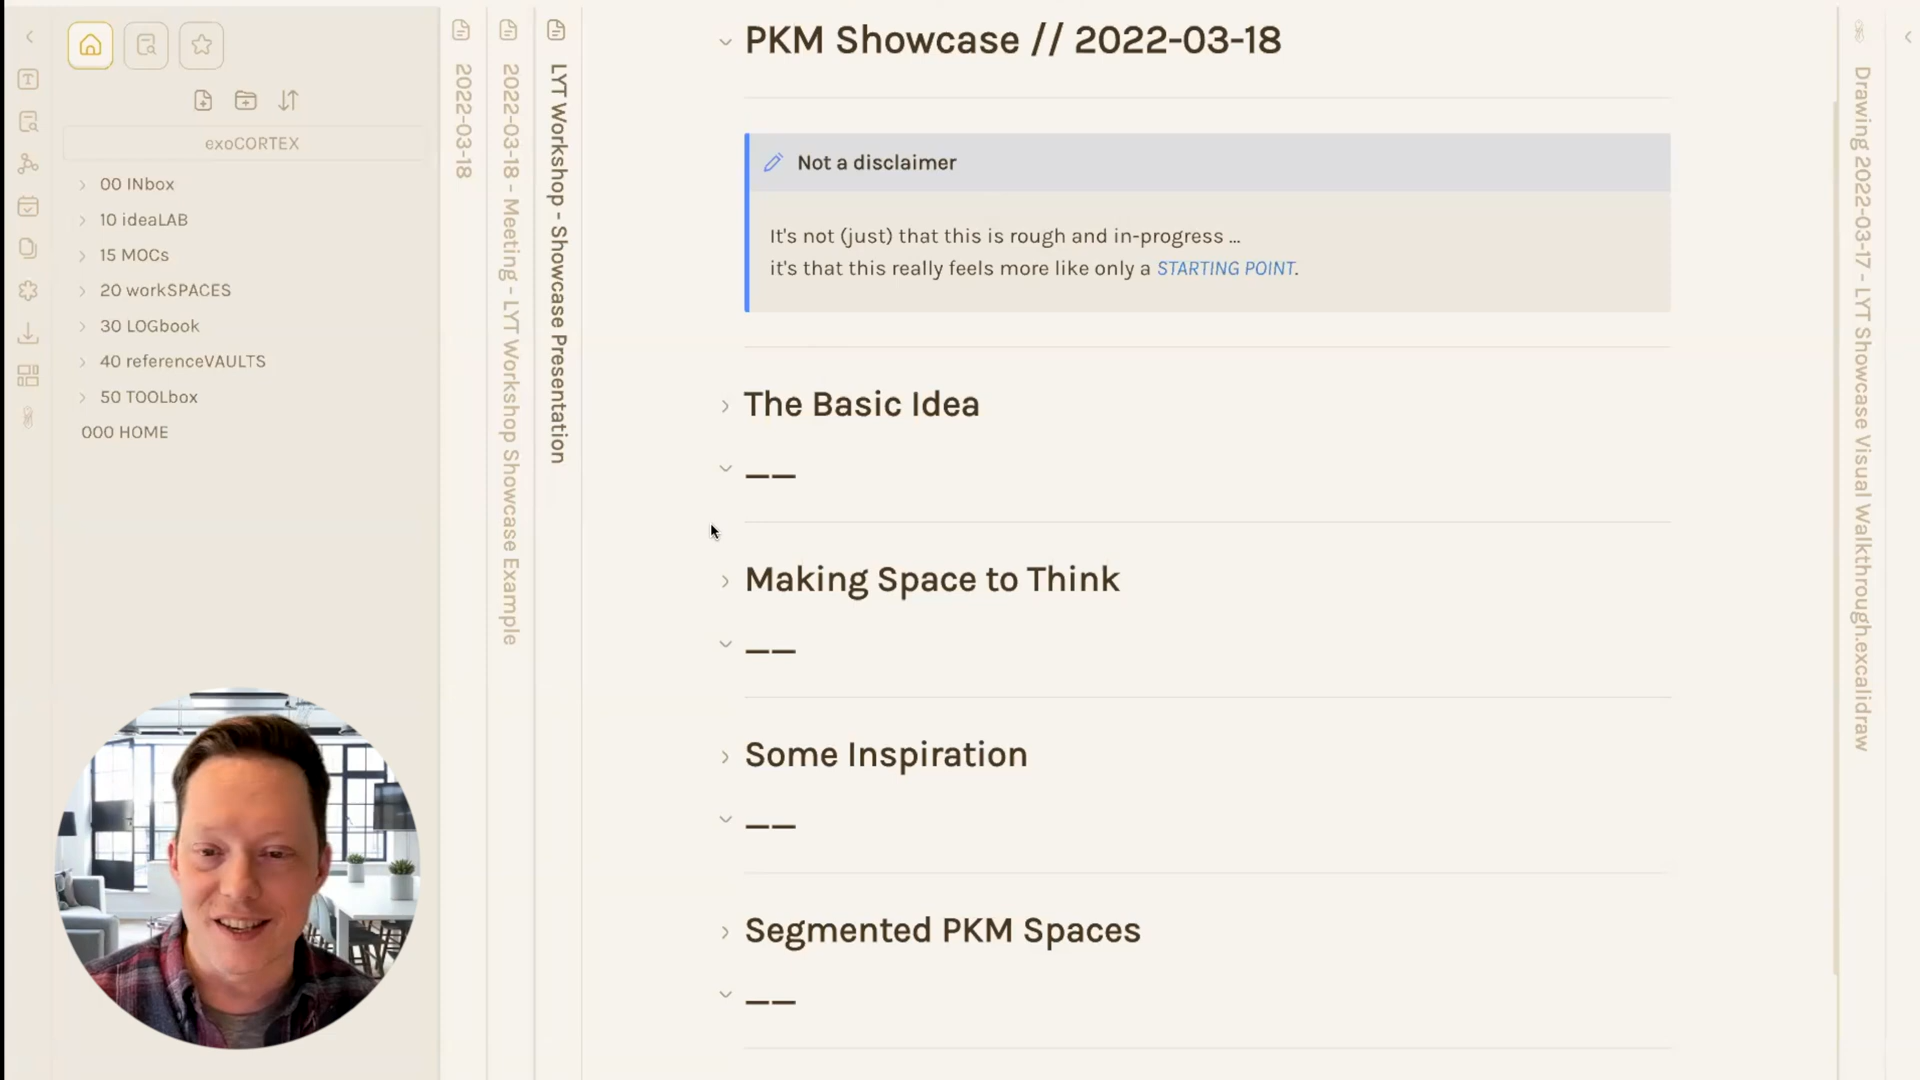 exoCORTEX
00 INbox
10 ideaLAB
15 MOCs
20 workSPACES
30 LOGbook
40 referenceVAULTS
50 TOOLbox
000 HOME
2022-03-18
2022-03-18 - Meeting - LYT Workshop Showcase Example
LYT Workshop - Showcase Presentation
PKM Showcase // 2022-03-18
Not a disclaimer
It's not (just) that this is rough and in-progress ...
it's that this really feels more like only a STARTING POINT.
The Basic Idea
——
Making Space to Think
——
Some Inspiration
——
Segmented PKM Spaces
——
Drawing 2022-03-17 - LYT Showcase Visual Walkthrough.excalidraw